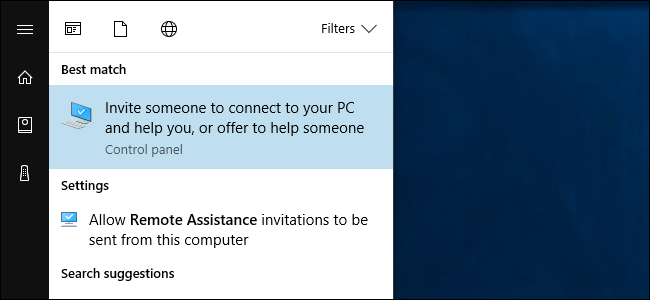 Filters
Best match
Invite someone to connect to your PC
and help you, or offer to help someone
Control panel
Settings
Allow Remote Assistance invitations to be
sent from this computer
Search suggestions